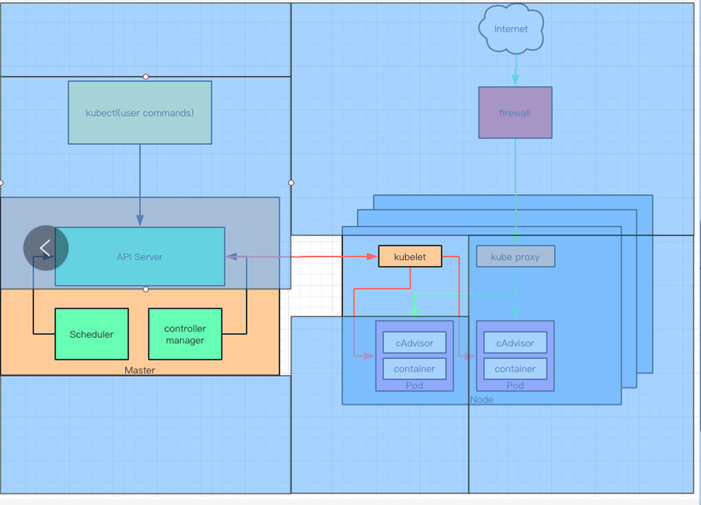 Internet
kubectl(user commands)
firewall
API Server
kubelet
kube proxy
Scheduler
controller
manager
Master
cAdvisor
container
Pod
cAdvisor
container
Pod
Node